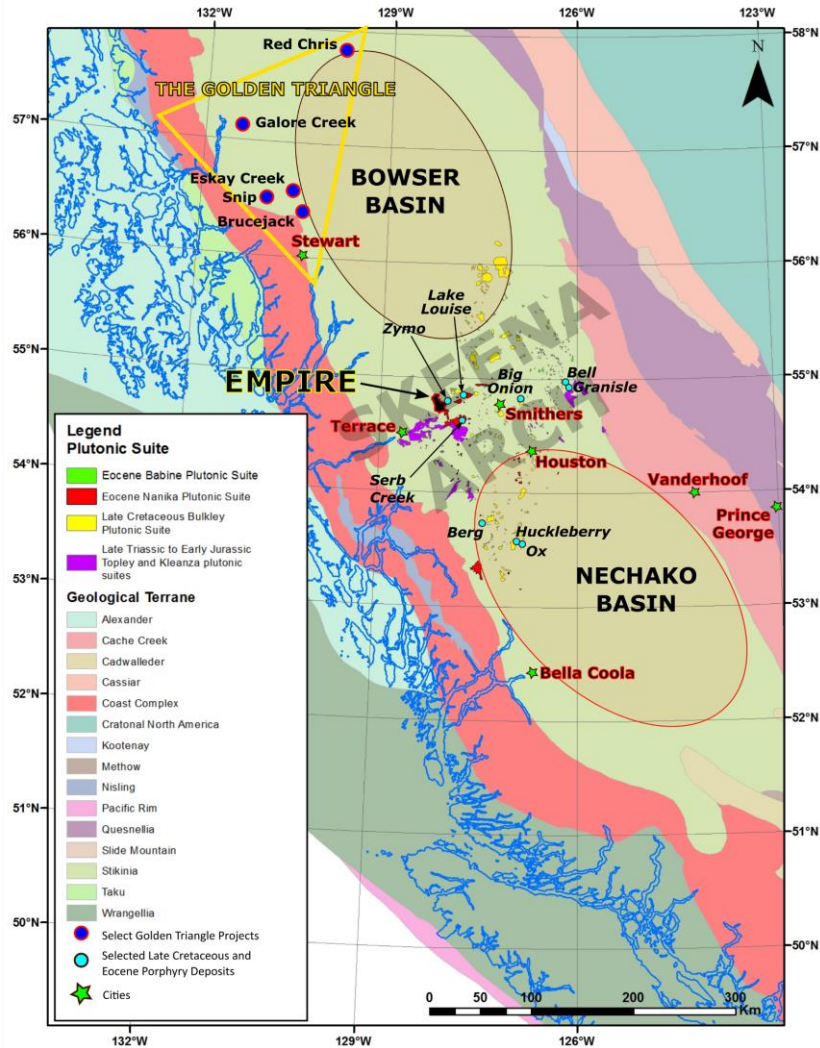 132°W
129°W
126°W
123°W
58°N
Red Chris
N
THE GOLDEN TRIANGLE
57°N
Galore Creek
57°N
BOWSER
BASIN
Eskay Creek
Snip
Brucejack
56°N
Stewart
56°N
Lake
Louise
Zymo
SKEENA
ARCH
55°N
EMPIRE
Big
Onion
Bell
Granisle
55°N
Smithers
Terrace
Houston
54°N
Serb
Creek
Vanderhoof
54°N
Prince
George
Berg
Huckleberry
Ox
53°N
NECHAKO
BASIN
53°N
Bella Coola
52°N
52°N
51°N
51°N
50°N
50°N
Legend
Plutonic Suite
Eocene Babine Plutonic Suite
Eocene Nanika Plutonic Suite
Late Cretaceous Bulkley
Plutonic Suite
Late Triassic to Early Jurassic
Topley and Kleanza plutonic
suites
Geological Terrane
Alexander
Cache Creek
Cadwalleder
Cassiar
Coast Complex
Cratonal North America
Kootenay
Methow
Nisling
Pacific Rim
Quesnellia
Slide Mountain
Stikinia
Taku
Wrangellia
Select Golden Triangle Projects
Selected Late Cretaceous and
Eocene Porphyry Deposits
Cities
0 50 100 200 300
Km
132°W
129°W
126°W